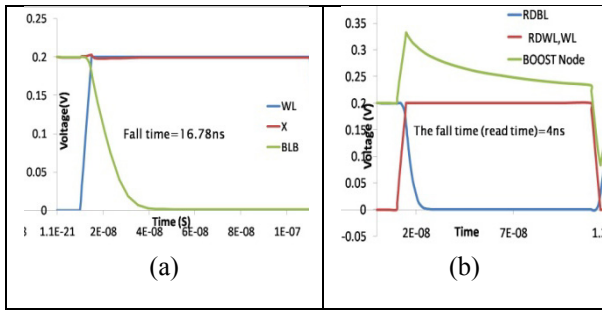 (a)
Voltage(V)
0.2
0.15
0.1
0.05
0
WL
X
BLB
Fall time=16.78ns
Time (S)
1.1E-21 2E-08 4E-08 6E-08 8E-08 1E-07
(a)
Voltage (V)
0.4
0.35
0.3
0.25
0.2
0.15
0.1
0.05
0
-0.05
RDBL
RDWL,WL
BOOST Node
The fall time (read time)=4ns
2E-08 Time 7E-08
(b)
(b)